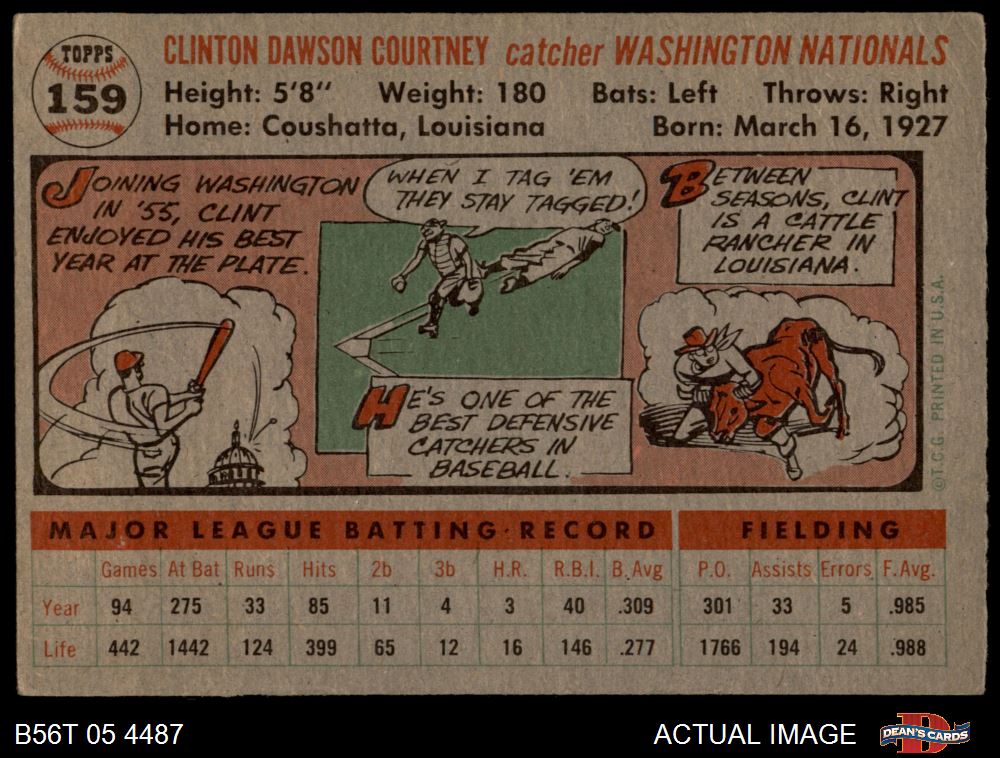 TOPPS
159
CLINTON DAWSON COURTNEY catcher WASHINGTON NATIONALS
Height: 5'8" Weight: 180 Bats: Left Throws: Right
Home: Coushatta, Louisiana Born: March 16, 1927
JOINING WASHINGTON
IN '55, CLINT
ENJOYED HIS BEST
YEAR AT THE PLATE.
WHEN I TAG 'EM
THEY STAY TAGGED!
HE'S ONE OF THE
BEST DEFENSIVE
CATCHERS IN
BASEBALL.
BETWEEN
SEASONS, CLINT
IS A CATTLE
RANCHER IN
LOUISIANA.
©T.C.G. PRINTED IN U.S.A.
MAJOR LEAGUE BATTING RECORD FIELDING
Games At Bat Runs Hits 2b 3b H.R. R.B.I. B.Avg P.O. Assists Errors F.Avg.
Year 94 275 33 85 11 4 3 40 .309 301 33 5 .985
Life 442 1442 124 399 65 12 16 146 .277 1766 194 24 .988
B56T 05 4487 ACTUAL IMAGE DEAN'S CARDS